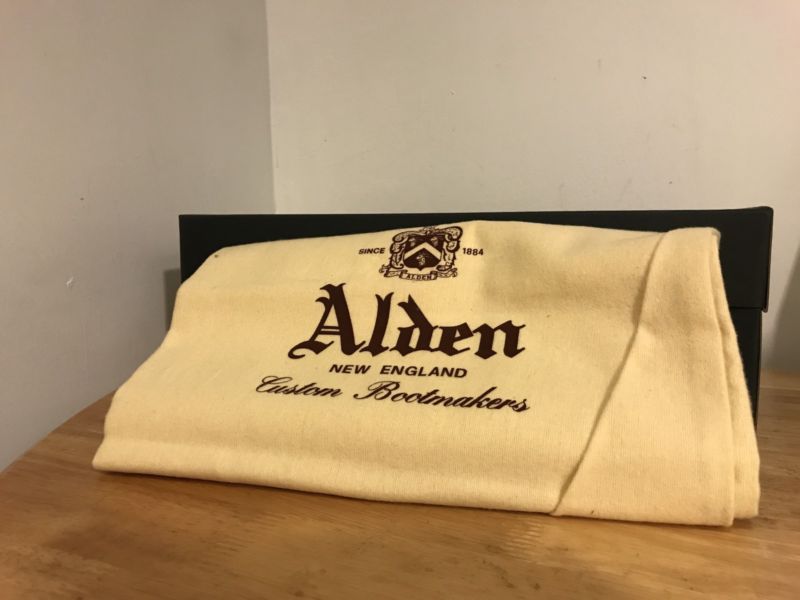 SINCE 1884
ALDEN
Alden
NEW ENGLAND
Custom Bootmakers